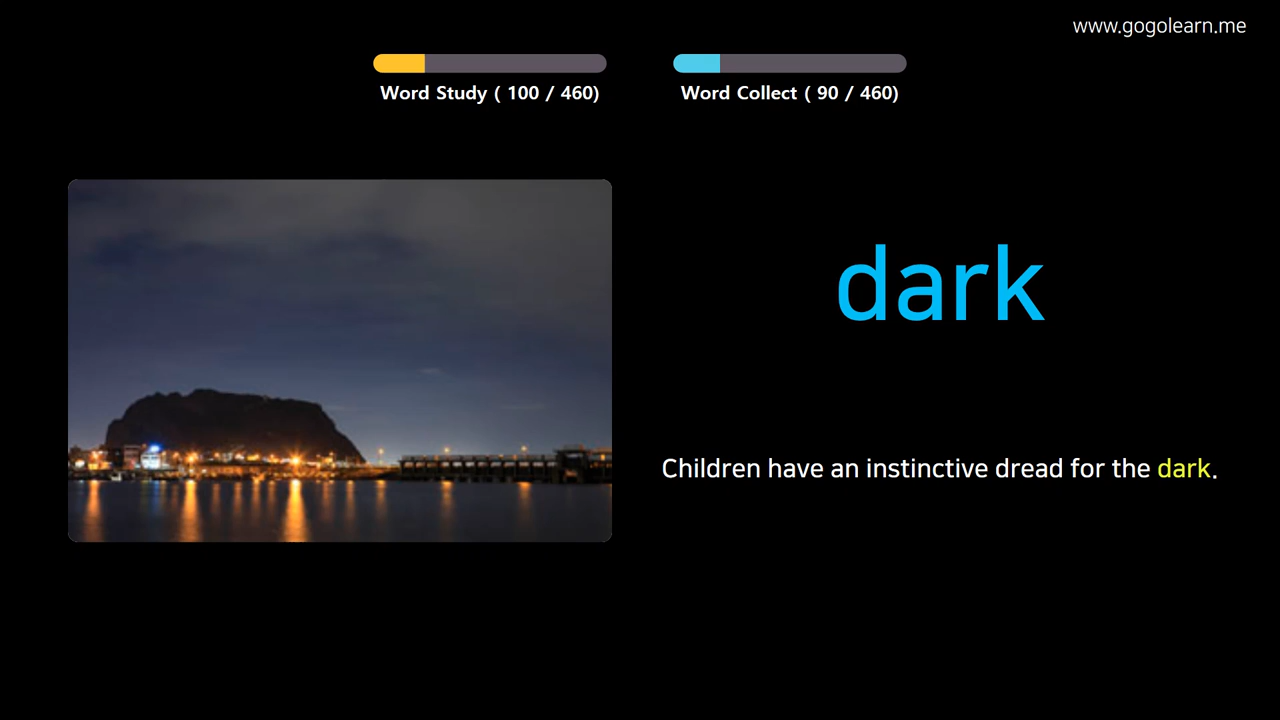 www.gogolearn.me
Word Study ( 100 / 460)
Word Collect ( 90 / 460)
dark
Children have an instinctive dread for the dark.